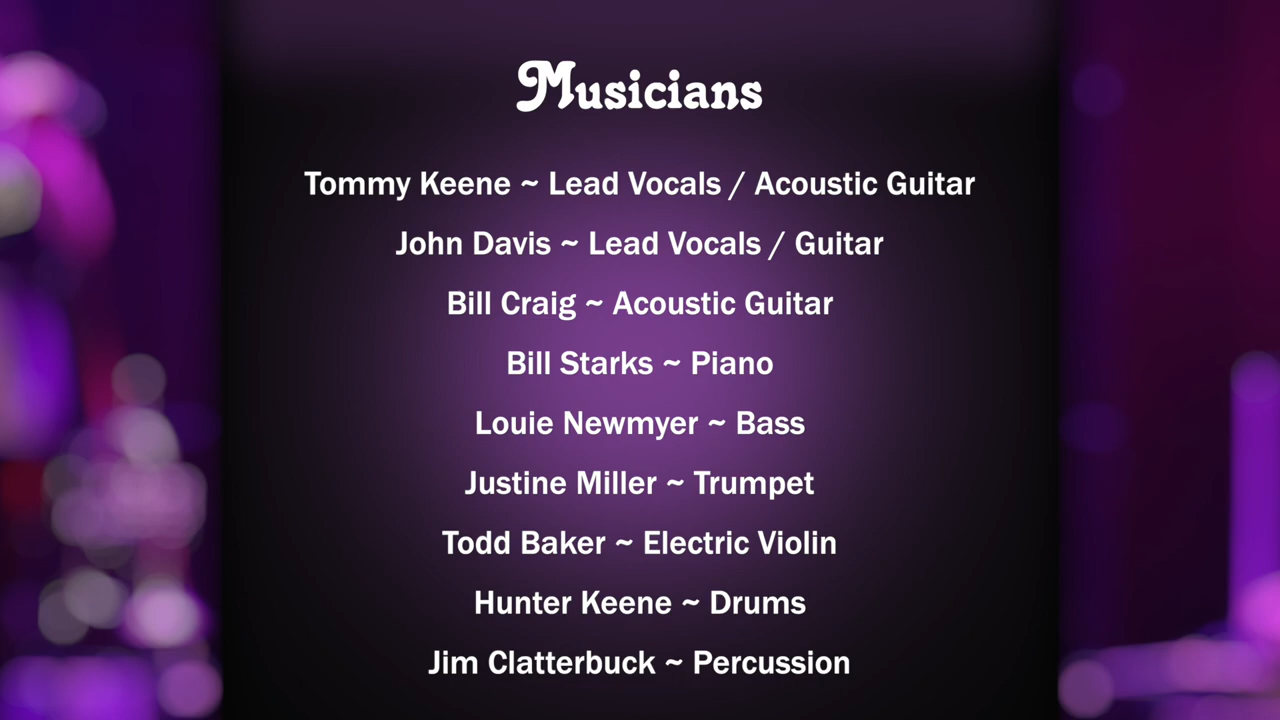 Musicians
Tommy Keene ~ Lead Vocals / Acoustic Guitar
John Davis ~ Lead Vocals / Guitar
Bill Craig ~ Acoustic Guitar
Bill Starks ~ Piano
Louie Newmyer ~ Bass
Justine Miller ~ Trumpet
Todd Baker ~ Electric Violin
Hunter Keene ~ Drums
Jim Clatterbuck ~ Percussion